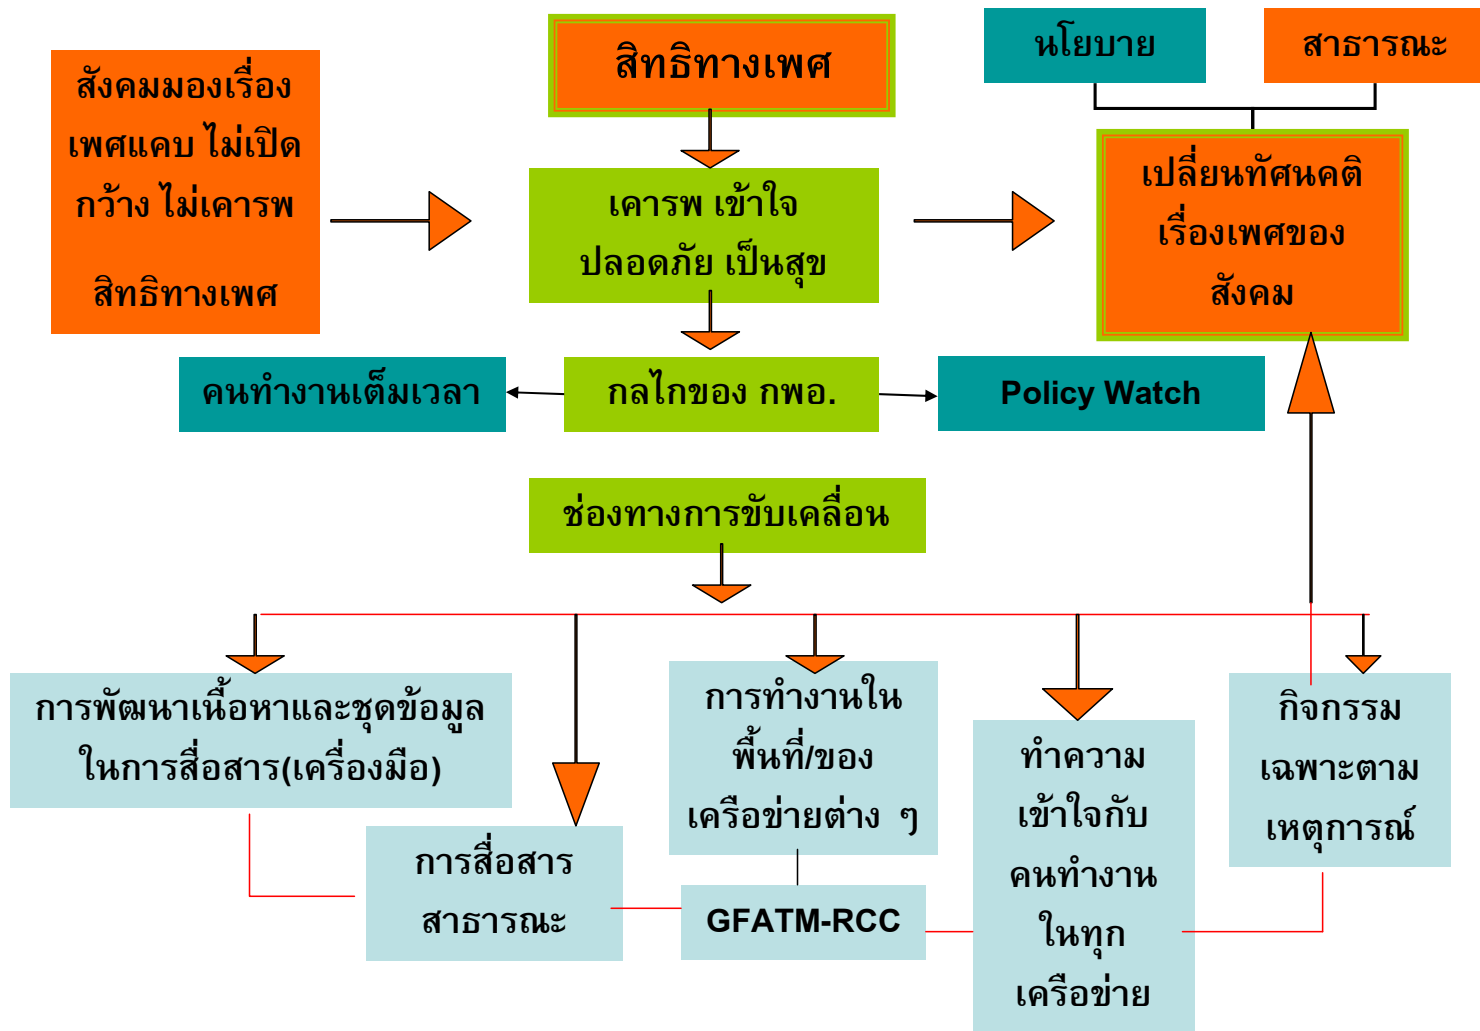 สิทธิทางเพศ
นโยบาย
สาธารณะ
สังคมมองเรื่อง
เพศแคบ ไม่เปิด
กว้าง ไม่เคารพ
สิทธิทางเพศ
เคารพ เข้าใจ
ปลอดภัย เป็นสุข
เปลี่ยนทัศนคติ
เรื่องเพศของ
สังคม
คนทำงานเต็มเวลา
กลไกของ กพอ.
Policy Watch
ช่องทางการขับเคลื่อน
การพัฒนาเนื้อหาและชุดข้อมูล
ในการสื่อสาร(เครื่องมือ)
การสื่อสาร
สาธารณะ
การทำงานใน
พื้นที่/ของ
เครือข่ายต่าง ๆ
GFATM-RCC
ทำความ
เข้าใจกับ
คนทำงาน
ในทุก
เครือข่าย
กิจกรรม
เฉพาะตาม
เหตุการณ์